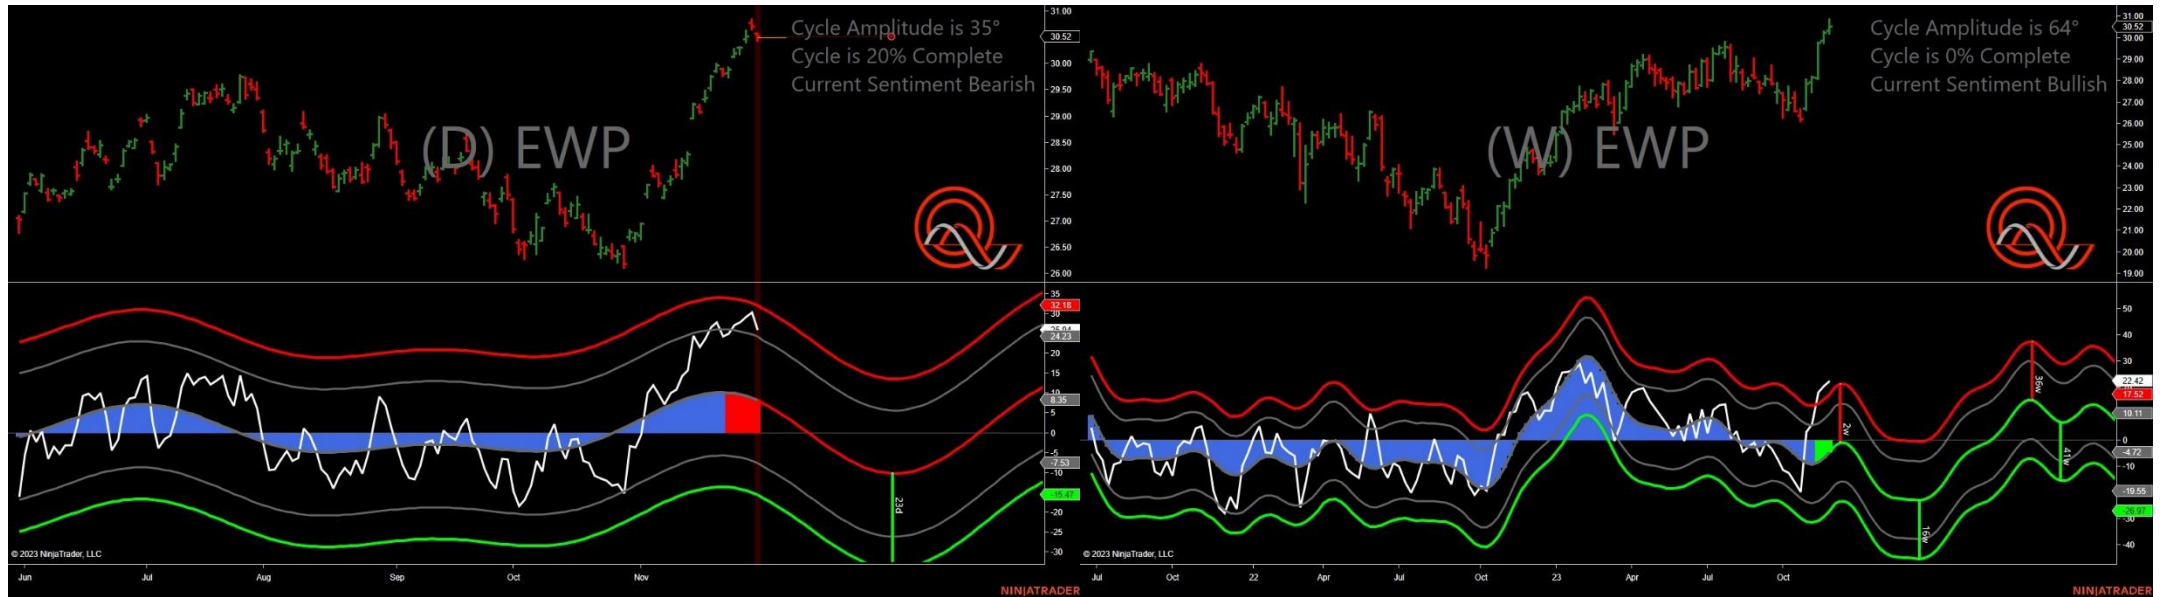 Cycle Amplitude is 35°
Cycle is 20% Complete
Current Sentiment Bearish
(D) EWP
31.00
30.52
30.00
29.50
29.00
28.50
28.00
27.50
27.00
26.50
26.00
35
32.18
30
24.23
20
15
10
8.35
5
0
-5
-7.53
-10
-15.47
-20
-25
-30
23d
© 2023 NinjaTrader, LLC
Jun Jul Aug Sep Oct Nov
NINJATRADER
Cycle Amplitude is 64°
Cycle is 0% Complete
Current Sentiment Bullish
(W) EWP
31.00
30.52
30.00
29.00
28.00
27.00
26.00
25.00
24.00
23.00
22.00
21.00
20.00
19.00
50
40
30
22.42
17.52
10.11
0
-4.72
-10
-19.55
-26.97
-30
-40
2w
16w
36w
41w
© 2023 NinjaTrader, LLC
Jul Oct 22 Apr Jul Oct 23 Apr Jul Oct
NINJATRADER